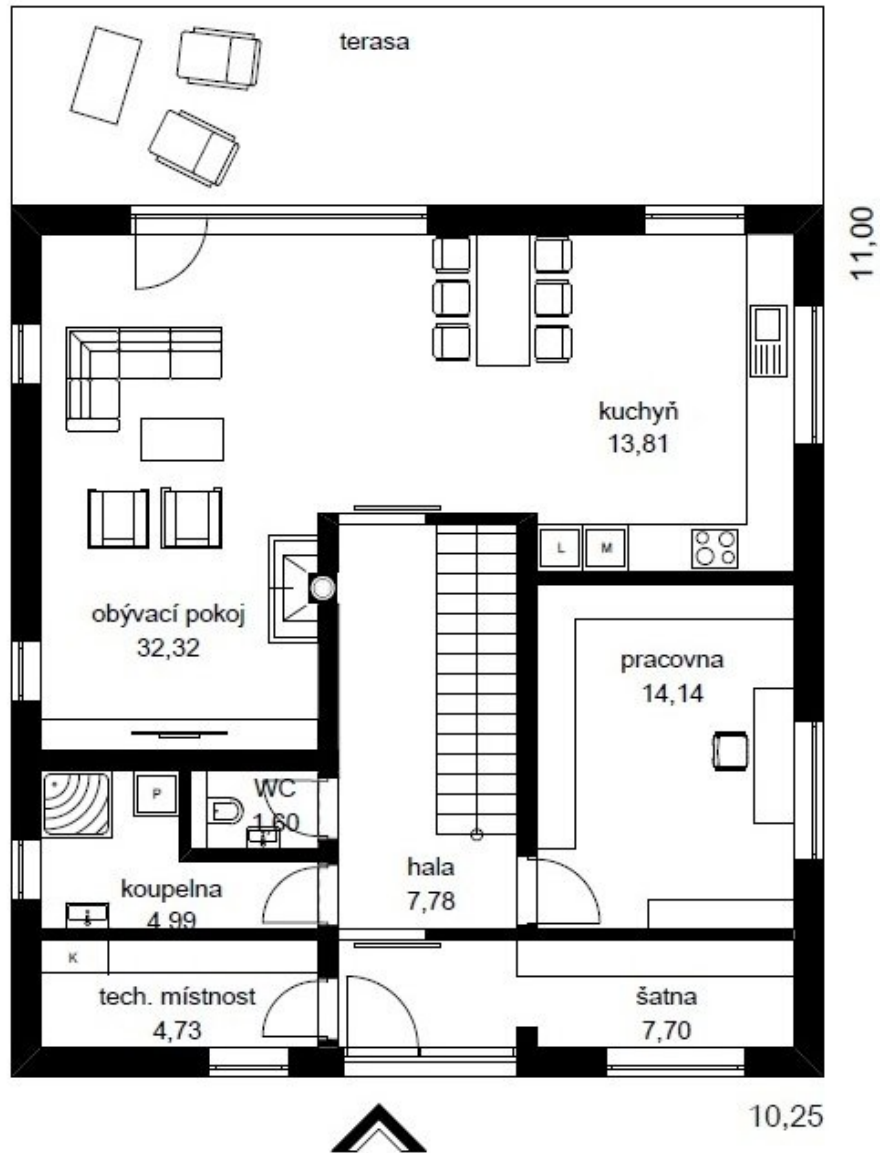 terasa
11,00
kuchyň
13,81
L
M
obývací pokoj
32,32
pracovna
14,14
P
WC
1,60
hala
7,78
koupelna
4,99
K
tech. místnost
4,73
šatna
7,70
10,25